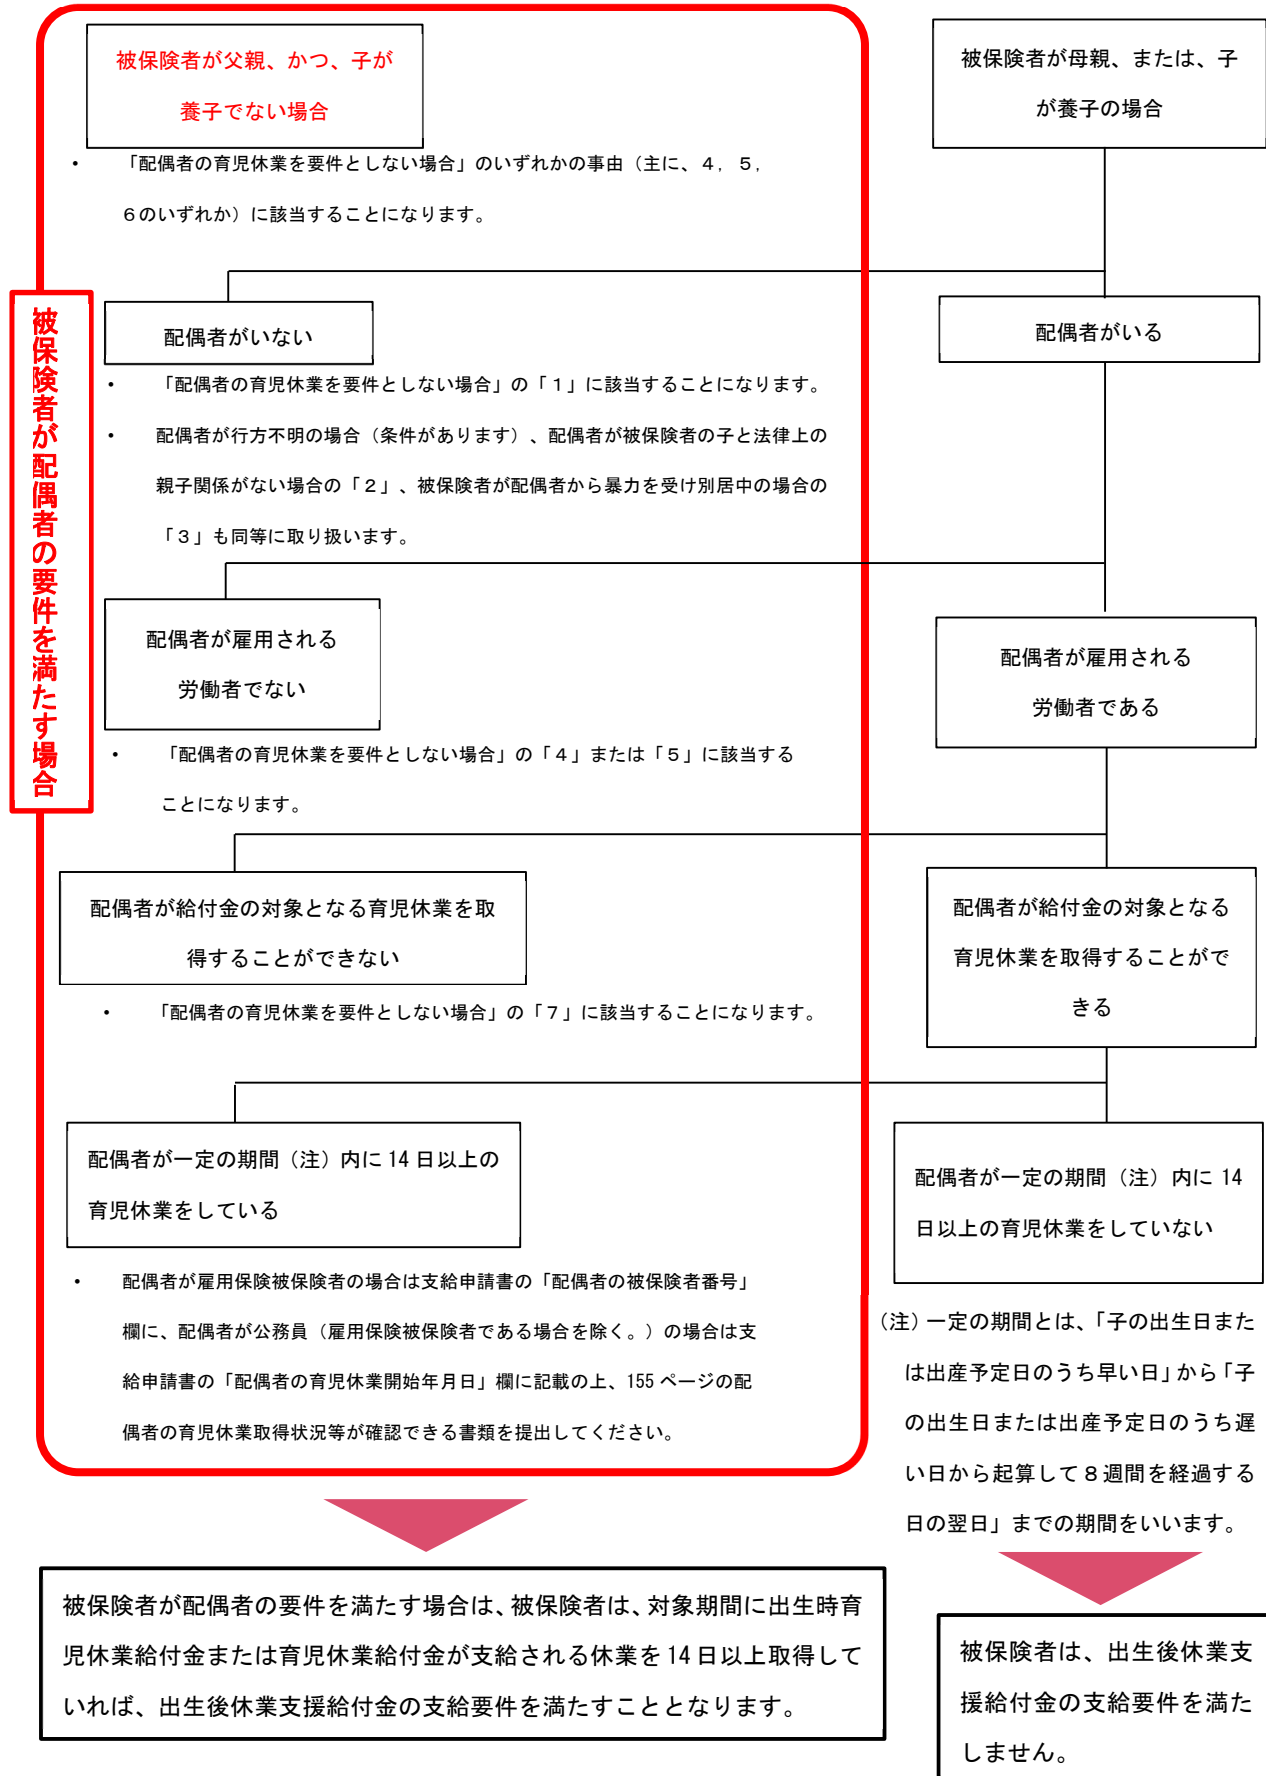 被保険者が父親、かつ、子が
養子でない場合
被保険者が母親、または、子
が養子の場合
・ 「配偶者の育児休業を要件としない場合」のいずれかの事由（主に、４，５，
６のいずれか）に該当することになります。
被保険者が配偶者の要件を満たす場合
配偶者がいない
配偶者がいる
・ 「配偶者の育児休業を要件としない場合」の「１」に該当することになります。
・ 配偶者が行方不明の場合（条件があります）、配偶者が被保険者の子と法律上の
親子関係がない場合の「２」、被保険者が配偶者から暴力を受け別居中の場合の
「３」も同等に取り扱います。
配偶者が雇用される
労働者でない
配偶者が雇用される
労働者である
・ 「配偶者の育児休業を要件としない場合」の「４」または「５」に該当する
ことになります。
配偶者が給付金の対象となる育児休業を取
得することができない
配偶者が給付金の対象となる
育児休業を取得することがで
きる
・ 「配偶者の育児休業を要件としない場合」の「７」に該当することになります。
配偶者が一定の期間（注）内に 14 日以上の
育児休業をしている
配偶者が一定の期間（注）内に 14
日以上の育児休業をしていない
・ 配偶者が雇用保険被保険者の場合は支給申請書の「配偶者の被保険者番号」
欄に、配偶者が公務員（雇用保険被保険者である場合を除く。）の場合は支
給申請書の「配偶者の育児休業開始年月日」欄に記載の上、155 ページの配
偶者の育児休業取得状況等が確認できる書類を提出してください。
（注）一定の期間とは、「子の出生日また
は出産予定日のうち早い日」から「子
の出生日または出産予定日のうち遅
い日から起算して８週間を経過する
日の翌日」までの期間をいいます。
被保険者が配偶者の要件を満たす場合は、被保険者は、対象期間に出生時育
児休業給付金または育児休業給付金が支給される休業を 14 日以上取得して
いれば、出生後休業支援給付金の支給要件を満たすこととなります。
被保険者は、出生後休業支
援給付金の支給要件を満た
しません。